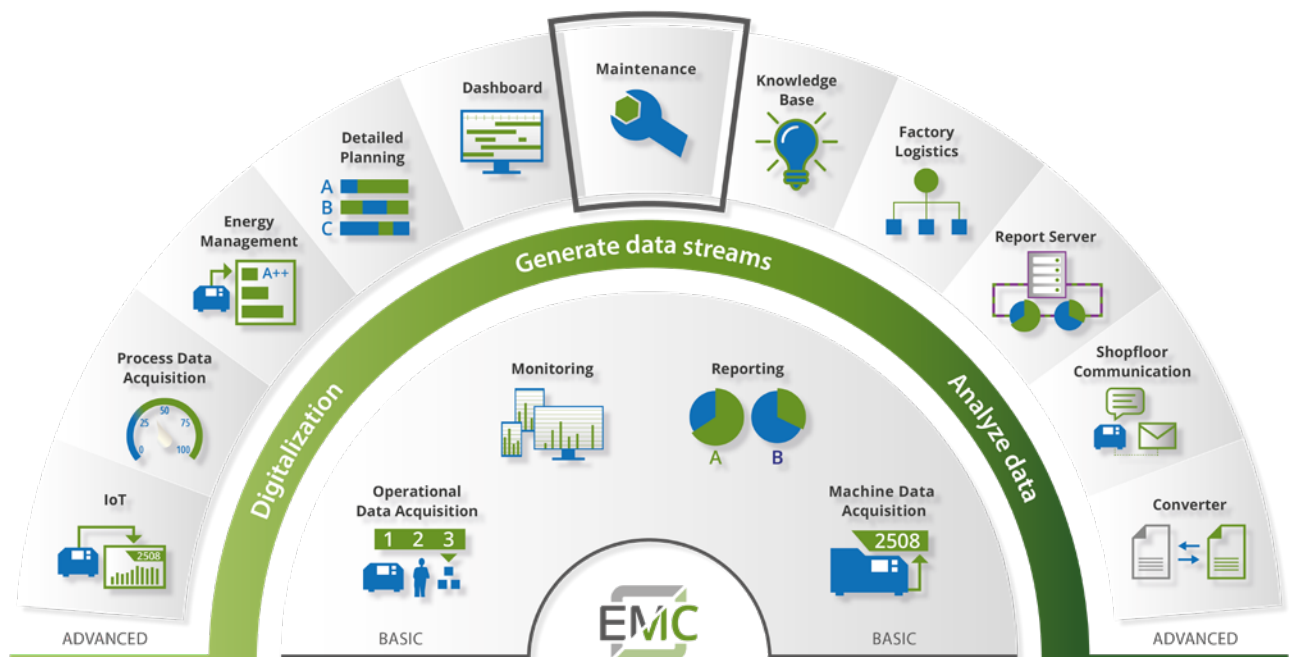 Maintenance
Dashboard
Knowledge
Base
Detailed
Planning
A
B
C
Factory
Logistics
Energy
Management
A++
Report Server
Process Data
Acquisition
0
25
50
75
100
Shopfloor
Communication
IoT
2508
Converter
Digitalization
Generate data streams
Analyze data
Monitoring
Reporting
A
B
Operational
Data Acquisition
1 2 3
Machine Data
Acquisition
2508
EMC
ADVANCED
BASIC
BASIC
ADVANCED